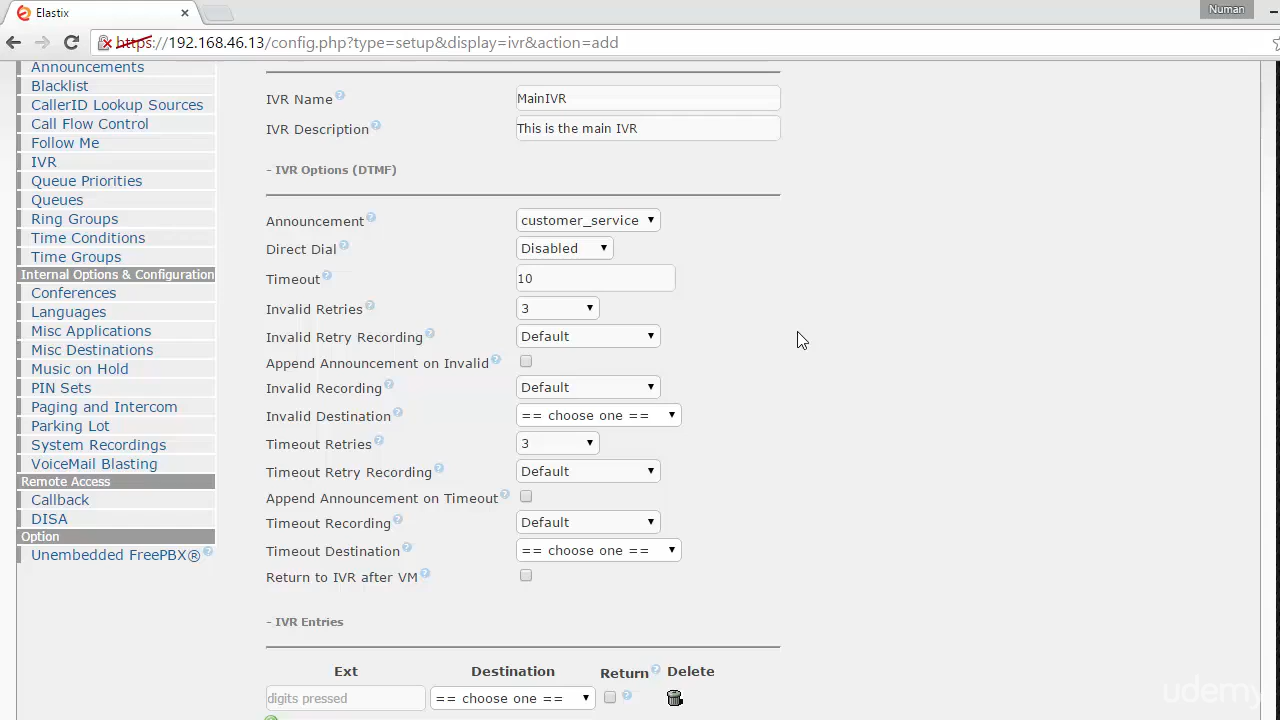 Elastix
Numan
https://192.168.46.13/config.php?type=setup&display=ivr&action=add
Announcements
Blacklist
CallerID Lookup Sources
Call Flow Control
Follow Me
IVR
Queue Priorities
Queues
Ring Groups
Time Conditions
Time Groups
Internal Options & Configuration
Conferences
Languages
Misc Applications
Misc Destinations
Music on Hold
PIN Sets
Paging and Intercom
Parking Lot
System Recordings
VoiceMail Blasting
Remote Access
Callback
DISA
Option
Unembedded FreePBX® ?
IVR Name ? MainIVR
IVR Description ? This is the main IVR
- IVR Options (DTMF)
Announcement ? customer_service
Direct Dial ? Disabled
Timeout ? 10
Invalid Retries ? 3
Invalid Retry Recording ? Default
Append Announcement on Invalid ?
Invalid Recording ? Default
Invalid Destination ? == choose one ==
Timeout Retries ? 3
Timeout Retry Recording ? Default
Append Announcement on Timeout ?
Timeout Recording ? Default
Timeout Destination ? == choose one ==
Return to IVR after VM ?
- IVR Entries
Ext Destination Return ? Delete
digits pressed == choose one == ?
udemy